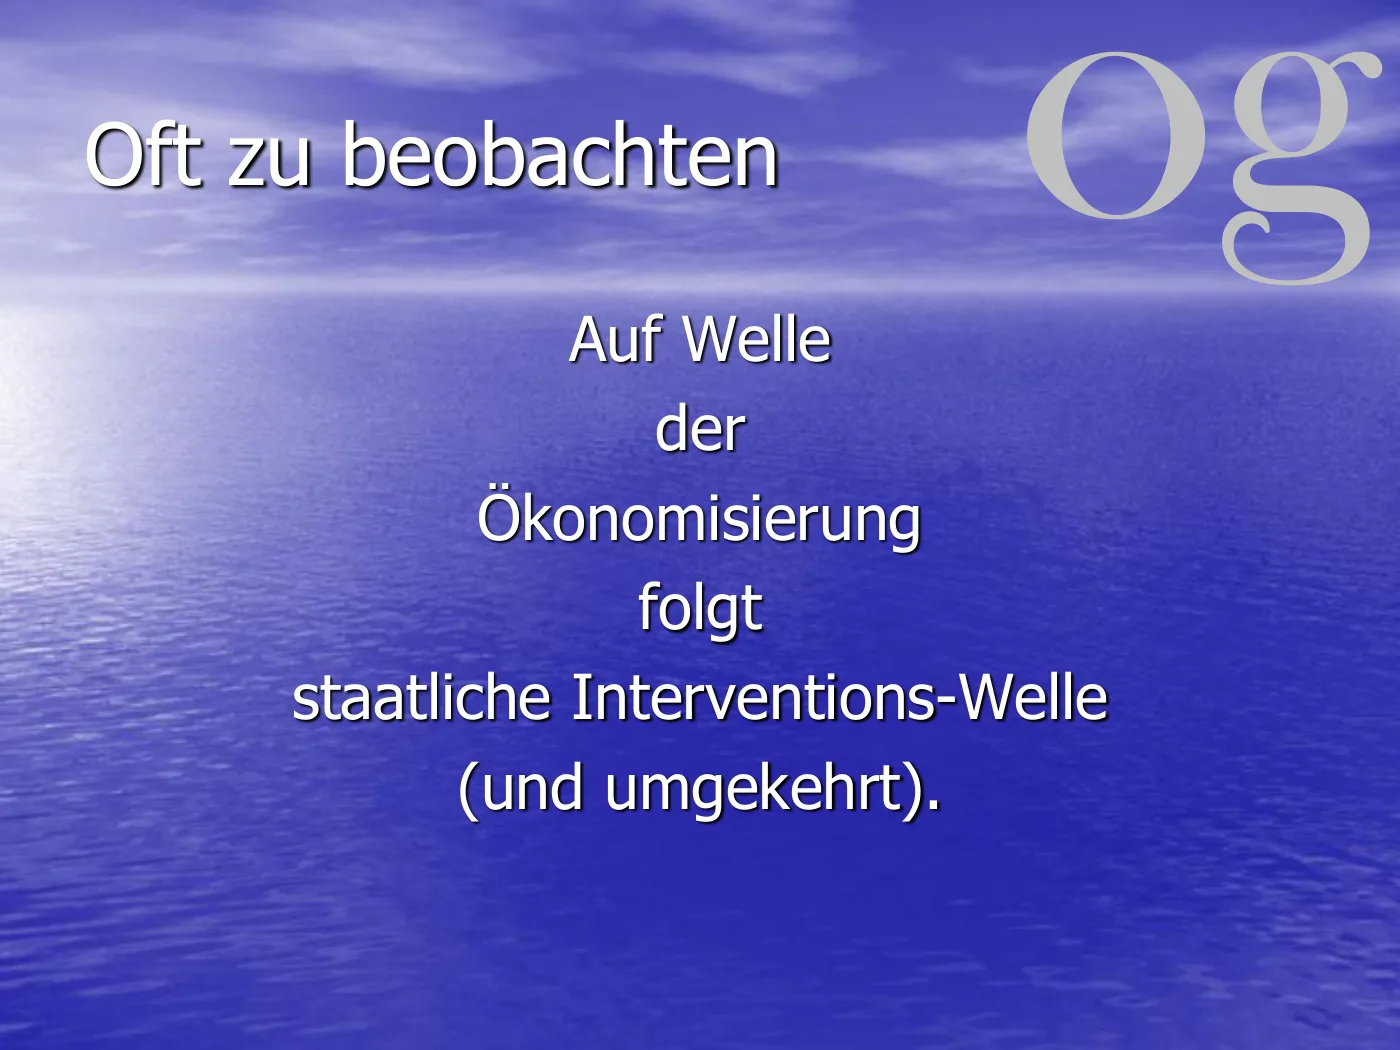 og
Oft zu beobachten
Auf Welle
der
Ökonomisierung
folgt
staatliche Interventions-Welle
(und umgekehrt).